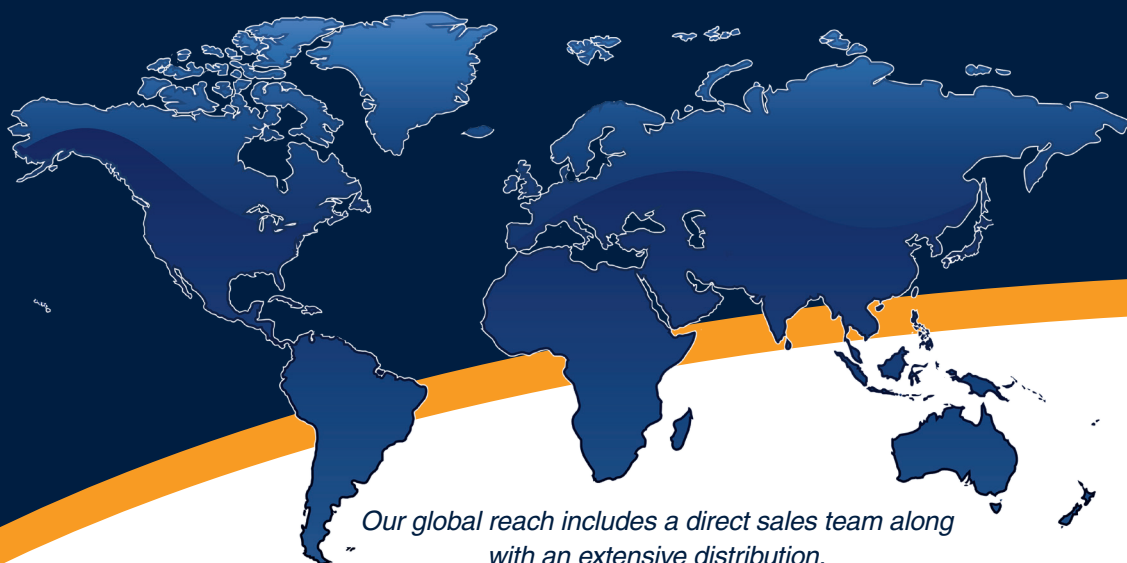 Our global reach includes a direct sales team along
with an extensive distribution.